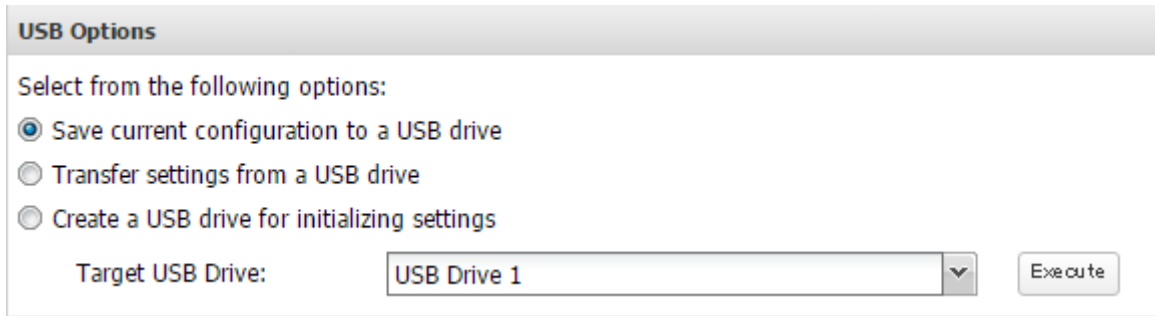 USB Options
Select from the following options:
Save current configuration to a USB drive
Transfer settings from a USB drive
Create a USB drive for initializing settings
Target USB Drive: USB Drive 1 Execute